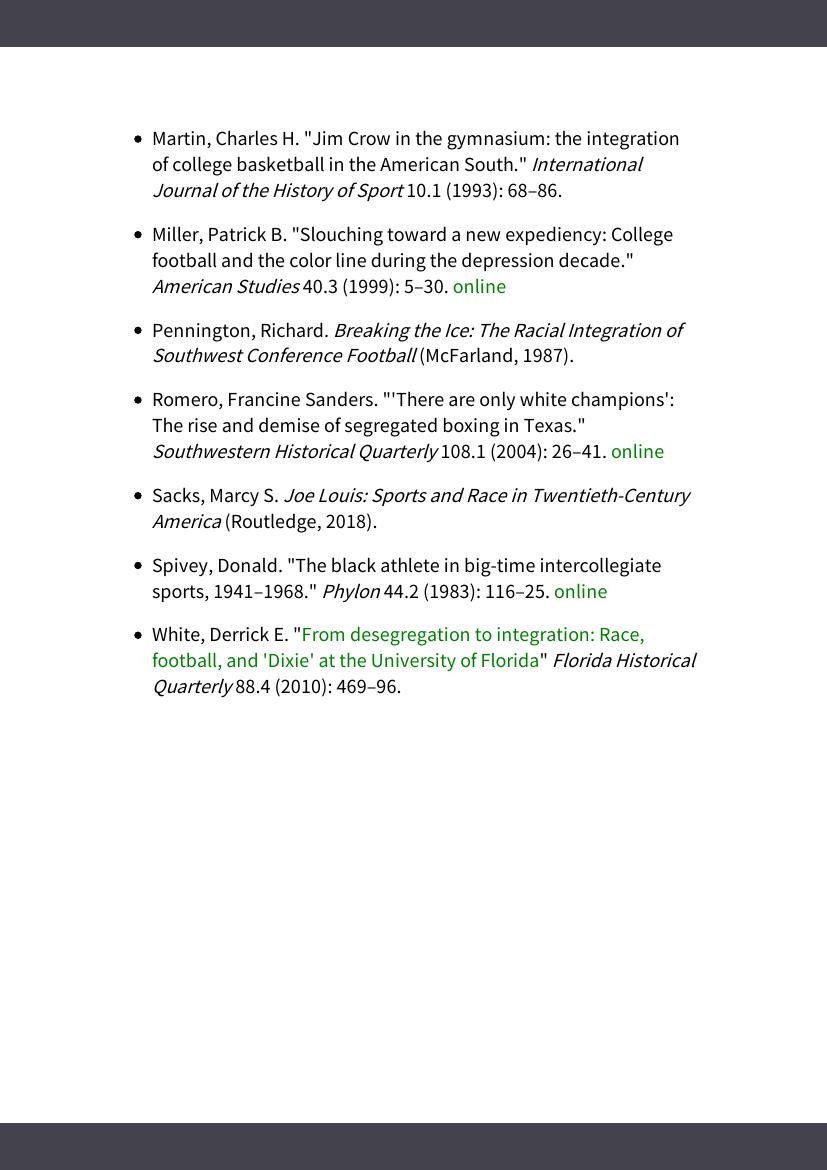 • Martin, Charles H. "Jim Crow in the gymnasium: the integration
of college basketball in the American South." International
Journal of the History of Sport 10.1 (1993): 68–86.
• Miller, Patrick B. "Slouching toward a new expediency: College
football and the color line during the depression decade."
American Studies 40.3 (1999): 5–30. online
• Pennington, Richard. Breaking the Ice: The Racial Integration of
Southwest Conference Football (McFarland, 1987).
• Romero, Francine Sanders. "'There are only white champions':
The rise and demise of segregated boxing in Texas."
Southwestern Historical Quarterly 108.1 (2004): 26–41. online
• Sacks, Marcy S. Joe Louis: Sports and Race in Twentieth-Century
America (Routledge, 2018).
• Spivey, Donald. "The black athlete in big-time intercollegiate
sports, 1941–1968." Phylon 44.2 (1983): 116–25. online
• White, Derrick E. "From desegregation to integration: Race,
football, and 'Dixie' at the University of Florida" Florida Historical
Quarterly 88.4 (2010): 469–96.